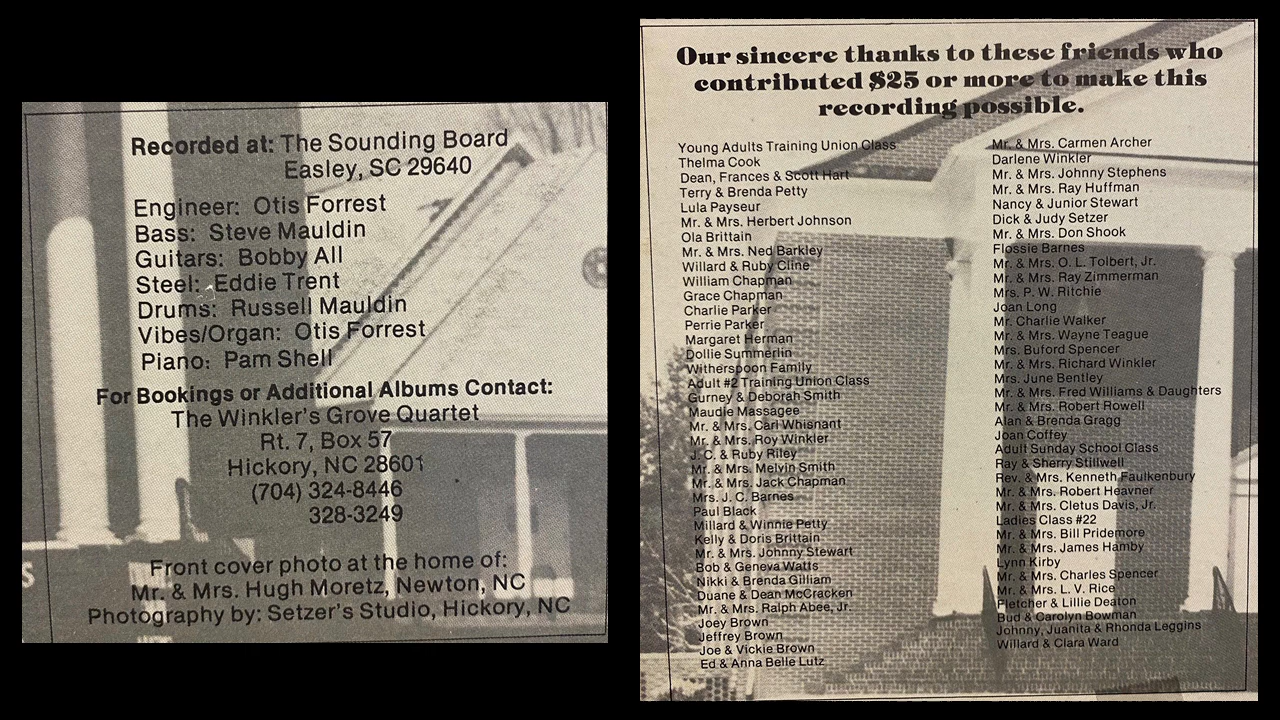 Recorded at: The Sounding Board
Easley, SC 29640
Engineer: Otis Forrest
Bass: Steve Mauldin
Guitars: Bobby All
Steel: Eddie Trent
Drums: Russell Mauldin
Vibes/Organ: Otis Forrest
Piano: Pam Shell
For Bookings or Additional Albums Contact:
The Winkler's Grove Quartet
Rt. 7, Box 57
Hickory, NC 28601
(704) 324-8446
328-3249
Front cover photo at the home of:
Mr. & Mrs. Hugh Moretz, Newton, NC
Photography by: Setzer's Studio, Hickory, NC
Our sincere thanks to these friends who
contributed $25 or more to make this
recording possible.
Young Adults Training Union Class
Thelma Cook
Dean, Frances & Scott Hart
Terry & Brenda Petty
Lula Payseur
Mr. & Mrs. Herbert Johnson
Ola Brittain
Mr. & Mrs. Ned Barkley
Willard & Ruby Cline
William Chapman
Grace Chapman
Charlie Parker
Perrie Parker
Margaret Herman
Dollie Summerlin
Witherspoon Family
Adult #2 Training Union Class
Gurney & Deborah Smith
Maudie Massagee
Mr. & Mrs. Carl Whisnant
Mr. & Mrs. Roy Winkler
J. C. & Ruby Riley
Mr. & Mrs. Melvin Smith
Mr. & Mrs. Jack Chapman
Mrs. J. C. Barnes
Paul Black
Millard & Winnie Petty
Kelly & Doris Brittain
Mr. & Mrs. Johnny Stewart
Bob & Geneva Watts
Nikki & Brenda Gilliam
Duane & Dean McCracken
Mr. & Mrs. Ralph Abee, Jr.
Joey Brown
Jeffrey Brown
Joe & Vickie Brown
Ed & Anna Belle Lutz
Mr. & Mrs. Carmen Archer
Darlene Winkler
Mr. & Mrs. Johnny Stephens
Mr. & Mrs. Ray Huffman
Nancy & Junior Stewart
Dick & Judy Setzer
Mr. & Mrs. Don Shook
Flossie Barnes
Mr. & Mrs. O. L. Tolbert, Jr.
Mr. & Mrs. Ray Zimmerman
Mrs. P. W. Ritchie
Joan Long
Mr. Charlie Walker
Mr. & Mrs. Wayne Teague
Mrs. Buford Spencer
Mr. & Mrs. Richard Winkler
Mrs. June Bentley
Mr. & Mrs. Fred Williams & Daughters
Mr. & Mrs. Robert Rowell
Alan & Brenda Gragg
Joan Coffey
Adult Sunday School Class
Ray & Sherry Stillwell
Rev. & Mrs. Kenneth Faulkenbury
Mr. & Mrs. Robert Heavner
Mr. & Mrs. Cletus Davis, Jr.
Ladies Class #22
Mr. & Mrs. Bill Pridemore
Mr. & Mrs. James Hamby
Lynn Kirby
Mr. & Mrs. Charles Spencer
Mr. & Mrs. L. V. Rice
Pletcher & Lillie Deaton
Bud & Carolyn Bowman
Johnny, Juanita & Rhonda Leggins
Willard & Clara Ward